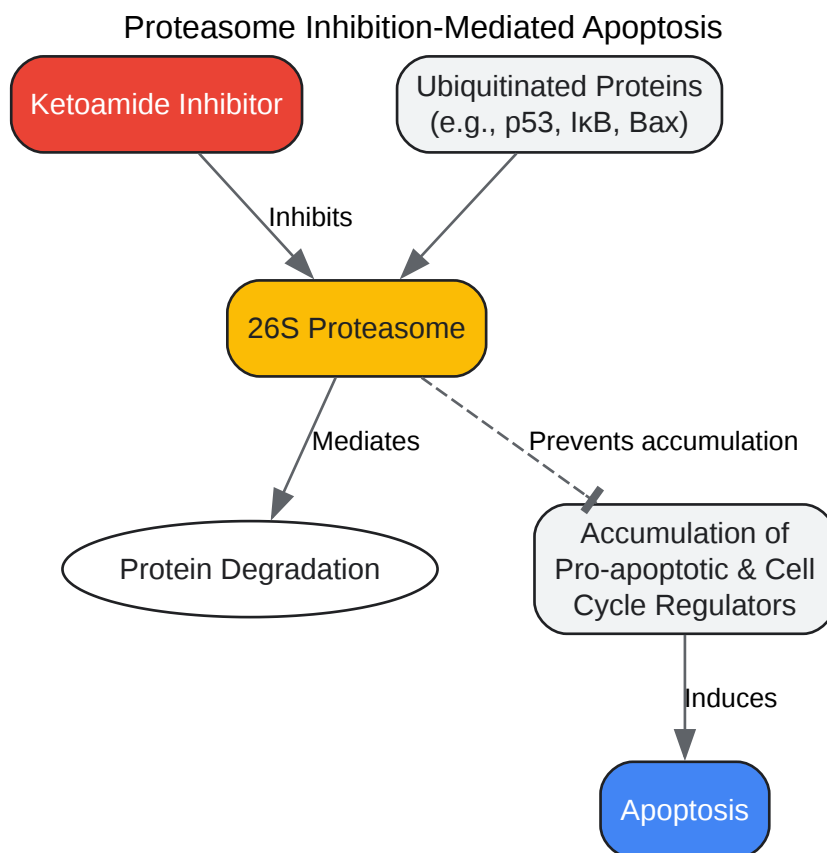 Proteasome Inhibition-Mediated Apoptosis
Ketoamide Inhibitor
Ubiquitinated Proteins
(e.g., p53, IκB, Bax)
Inhibits
26S Proteasome
Mediates
Prevents accumulation
Protein Degradation
Accumulation of
Pro-apoptotic & Cell
Cycle Regulators
Induces
Apoptosis